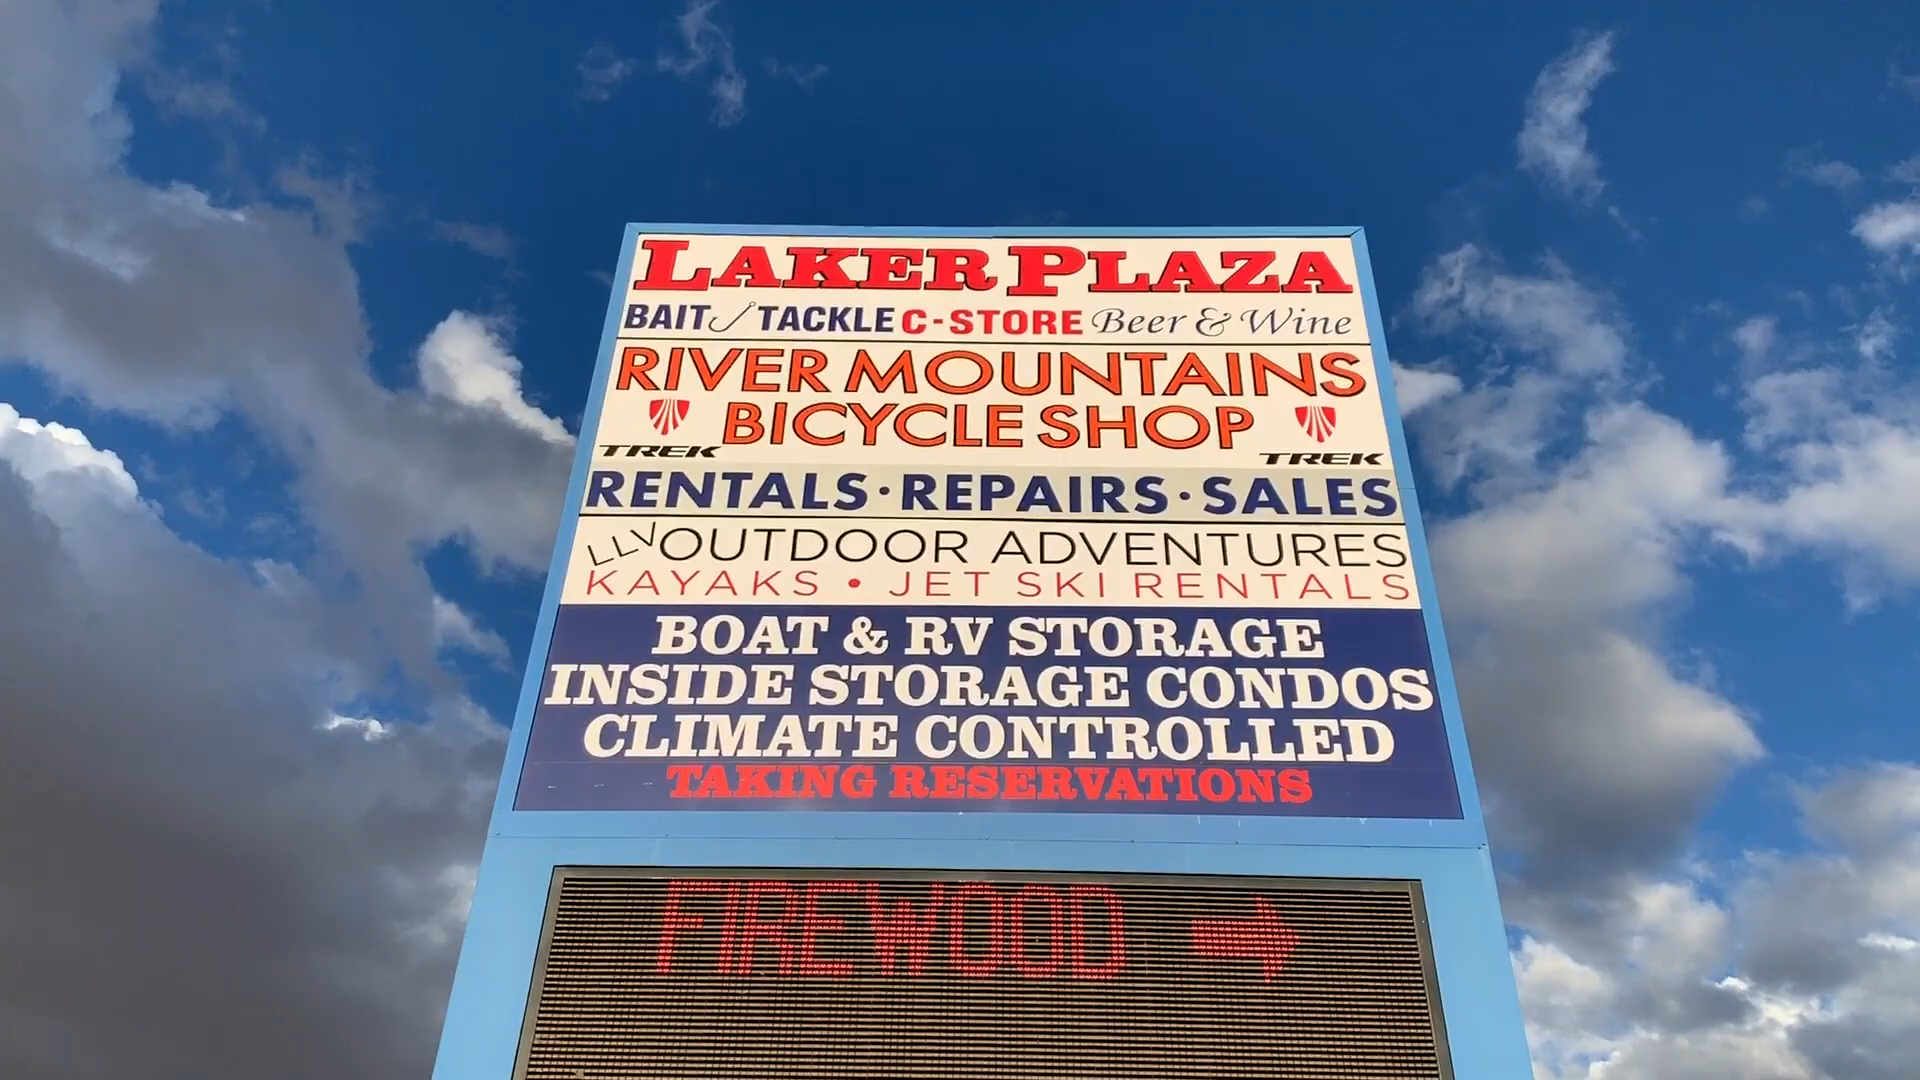 LAKER PLAZA
BAIT TACKLE C-STORE Beer & Wine
RIVER MOUNTAINS
BICYCLE SHOP
TREK TREK
RENTALS · REPAIRS · SALES
LLV OUTDOOR ADVENTURES
KAYAKS • JET SKI RENTALS
BOAT & RV STORAGE
INSIDE STORAGE CONDOS
CLIMATE CONTROLLED
TAKING RESERVATIONS
FIREWOOD →